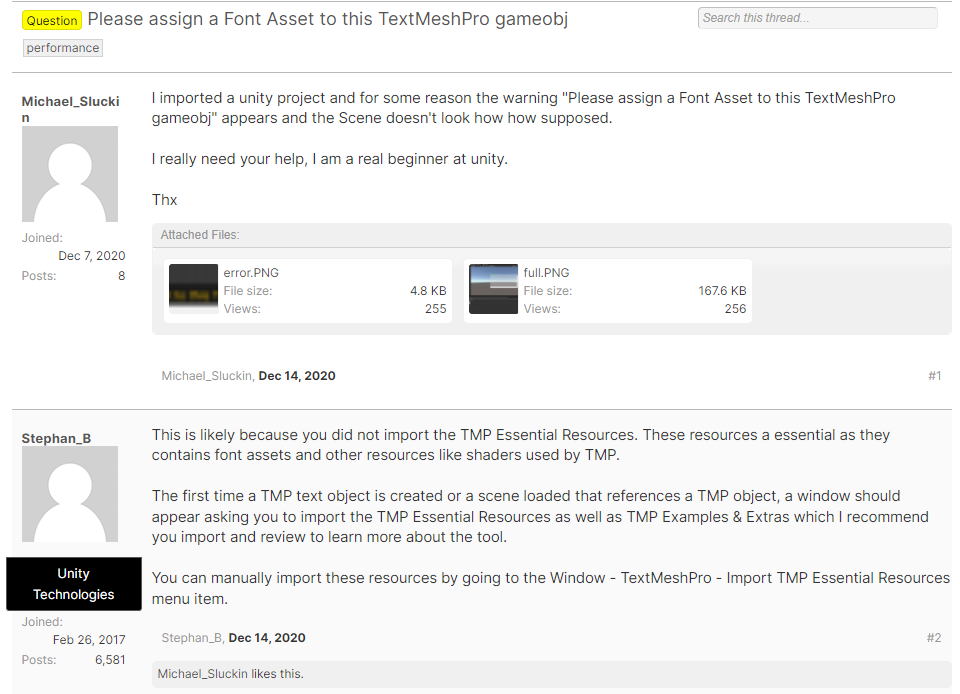 Question Please assign a Font Asset to this TextMeshPro gameobj
Search this thread...
performance
Michael_Slucki
n
Joined:
Dec 7, 2020
Posts: 8
I imported a unity project and for some reason the warning "Please assign a Font Asset to this TextMeshPro
gameobj" appears and the Scene doesn't look how how supposed.
I really need your help, I am a real beginner at unity.
Thx
Attached Files:
error.PNG
File size: 4.8 KB
Views: 255
full.PNG
File size: 167.6 KB
Views: 256
Michael_Sluckin, Dec 14, 2020 #1
Stephan_B
Unity
Technologies
Joined:
Feb 26, 2017
Posts: 6,581
This is likely because you did not import the TMP Essential Resources. These resources a essential as they
contains font assets and other resources like shaders used by TMP.
The first time a TMP text object is created or a scene loaded that references a TMP object, a window should
appear asking you to import the TMP Essential Resources as well as TMP Examples & Extras which I recommend
you import and review to learn more about the tool.
You can manually import these resources by going to the Window - TextMeshPro - Import TMP Essential Resources
menu item.
Stephan_B, Dec 14, 2020 #2
Michael_Sluckin likes this.